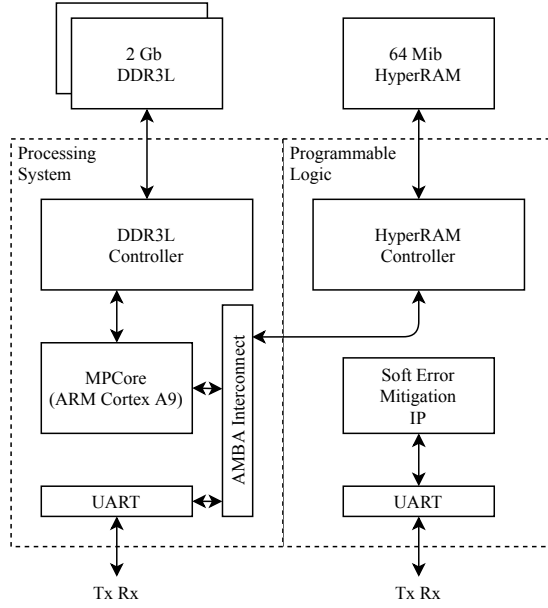 2 Gb
DDR3L
64 Mib
HyperRAM
Processing
System
Programmable
Logic
DDR3L
Controller
HyperRAM
Controller
MPCore
(ARM Cortex A9)
AMBA Interconnect
Soft Error
Mitigation
IP
UART
UART
Tx Rx
Tx Rx